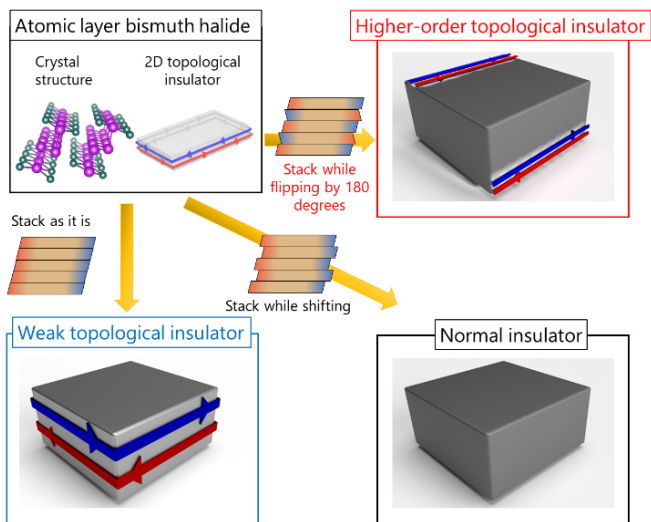 Atomic layer bismuth halide
Crystal
structure
2D topological
insulator
Higher-order topological insulator
Stack while
flipping by 180
degrees
Stack as it is
Stack while shifting
Weak topological insulator
Normal insulator